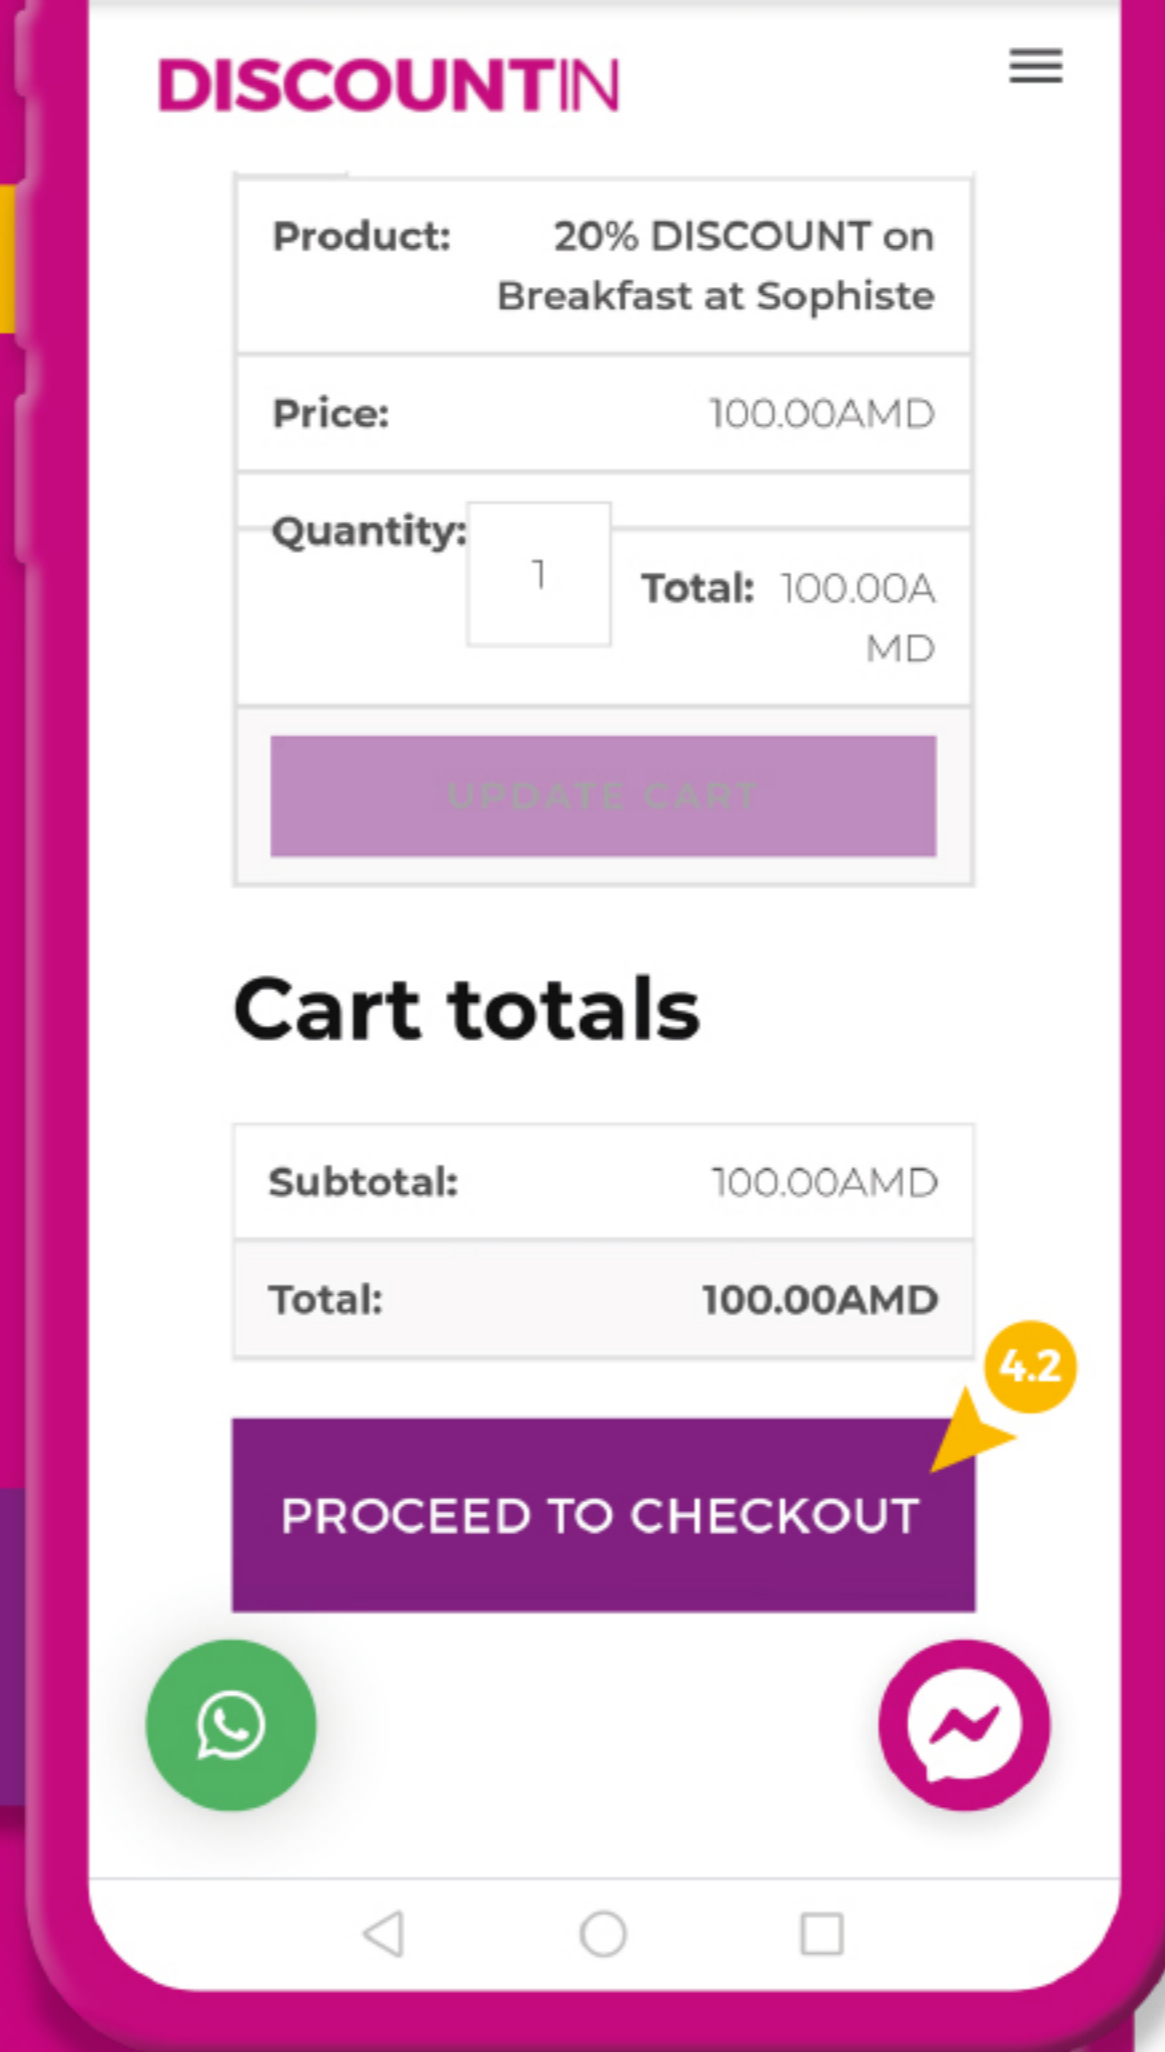 DISCOUNTIN
Product: 20% DISCOUNT on
Breakfast at Sophiste
Price: 100.00AMD
Quantity: 1
Total: 100.00A
MD
UPDATE CART
Cart totals
Subtotal: 100.00AMD
Total: 100.00AMD
4.2
PROCEED TO CHECKOUT